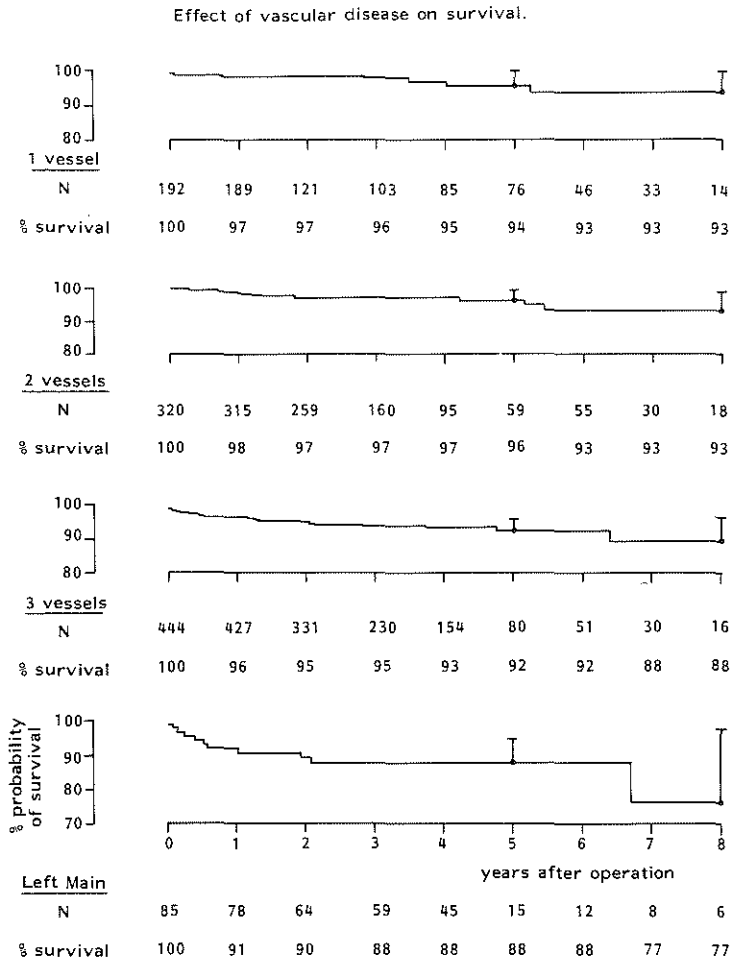 Effect of vascular disease on survival.
100
90
80
1 vessel
N 192 189 121 103 85 76 46 33 14
% survival 100 97 97 96 95 94 93 93 93
100
90
80
2 vessels
N 320 315 259 160 95 59 55 30 18
% survival 100 98 97 97 97 96 93 93 93
100
90
80
3 vessels
N 444 427 331 230 154 80 51 30 16
% survival 100 96 95 95 93 92 92 88 88
% probability
of survival
100
90
80
70
0 1 2 3 4 5 6 7 8
years after operation
Left Main
N 85 78 64 59 45 15 12 8 6
% survival 100 91 90 88 88 88 88 77 77